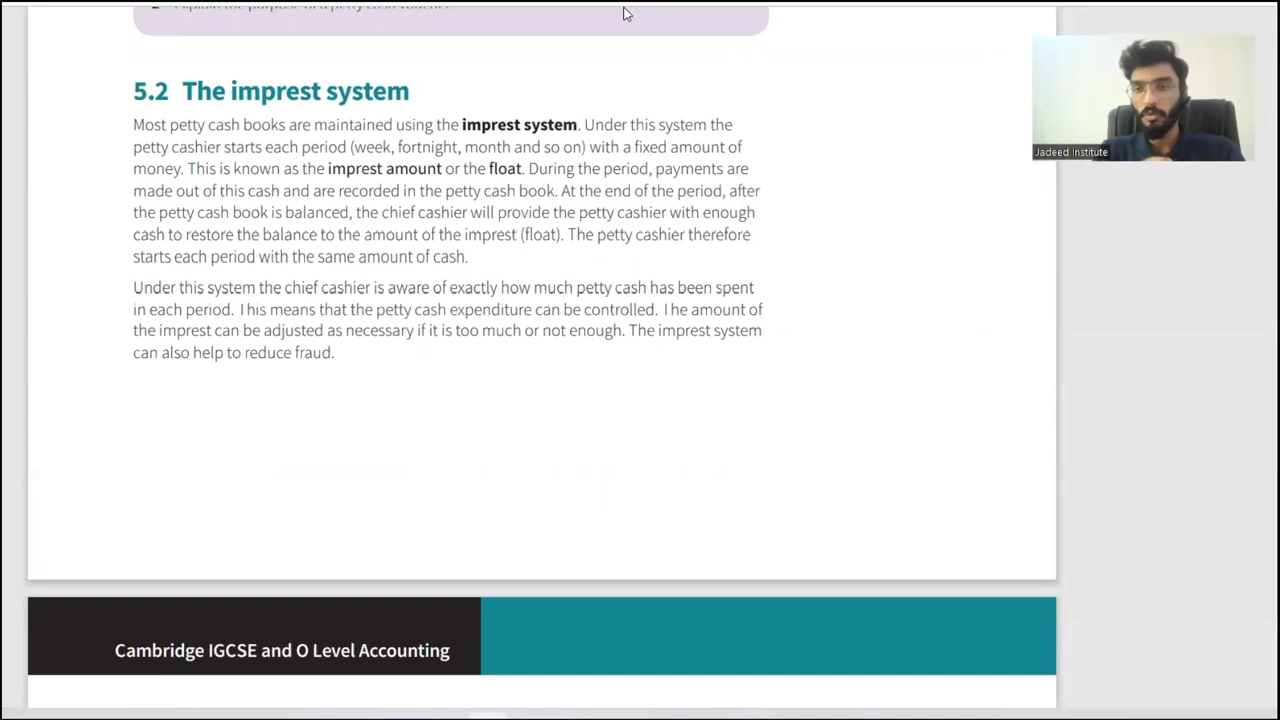 2 Explain the purpose of a petty cash voucher.
5.2 The imprest system
Most petty cash books are maintained using the imprest system. Under this system the
petty cashier starts each period (week, fortnight, month and so on) with a fixed amount of
money. This is known as the imprest amount or the float. During the period, payments are
made out of this cash and are recorded in the petty cash book. At the end of the period, after
the petty cash book is balanced, the chief cashier will provide the petty cashier with enough
cash to restore the balance to the amount of the imprest (float). The petty cashier therefore
starts each period with the same amount of cash.
Under this system the chief cashier is aware of exactly how much petty cash has been spent
in each period. This means that the petty cash expenditure can be controlled. The amount of
the imprest can be adjusted as necessary if it is too much or not enough. The imprest system
can also help to reduce fraud.
Jadeed Institute
Cambridge IGCSE and O Level Accounting